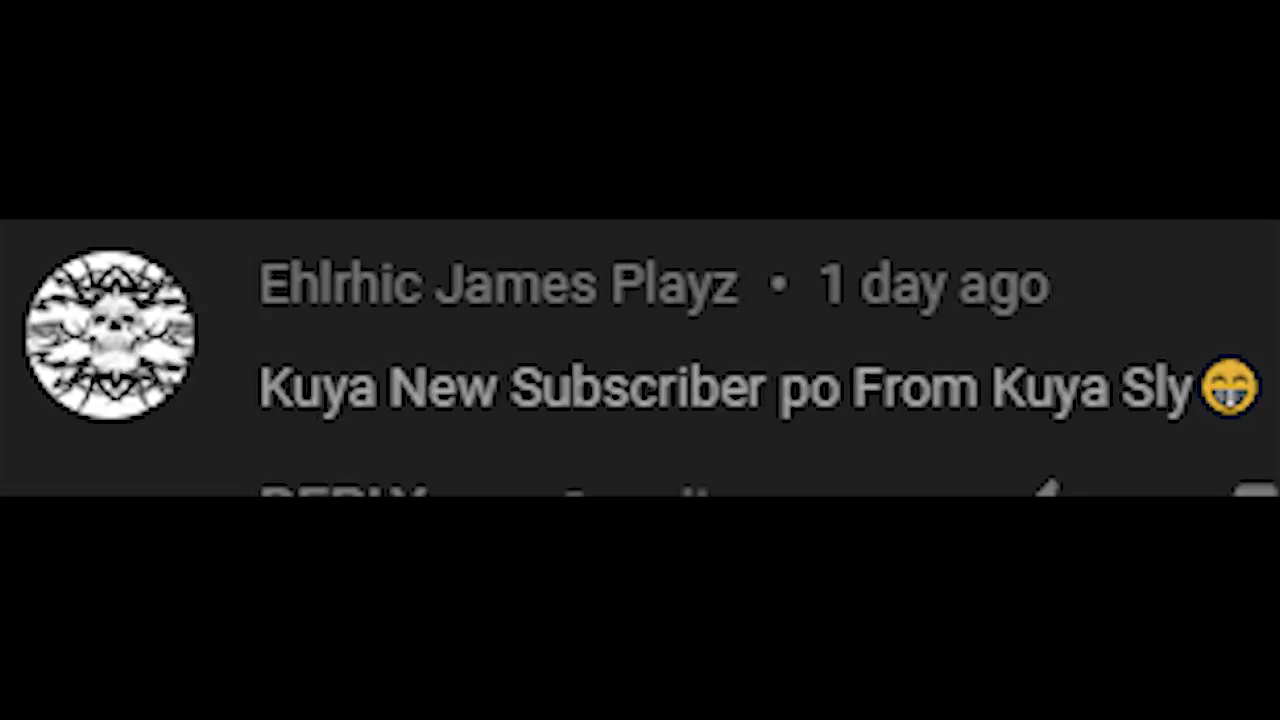 Ehlrhic James Playz • 1 day ago
Kuya New Subscriber po From Kuya Sly😁